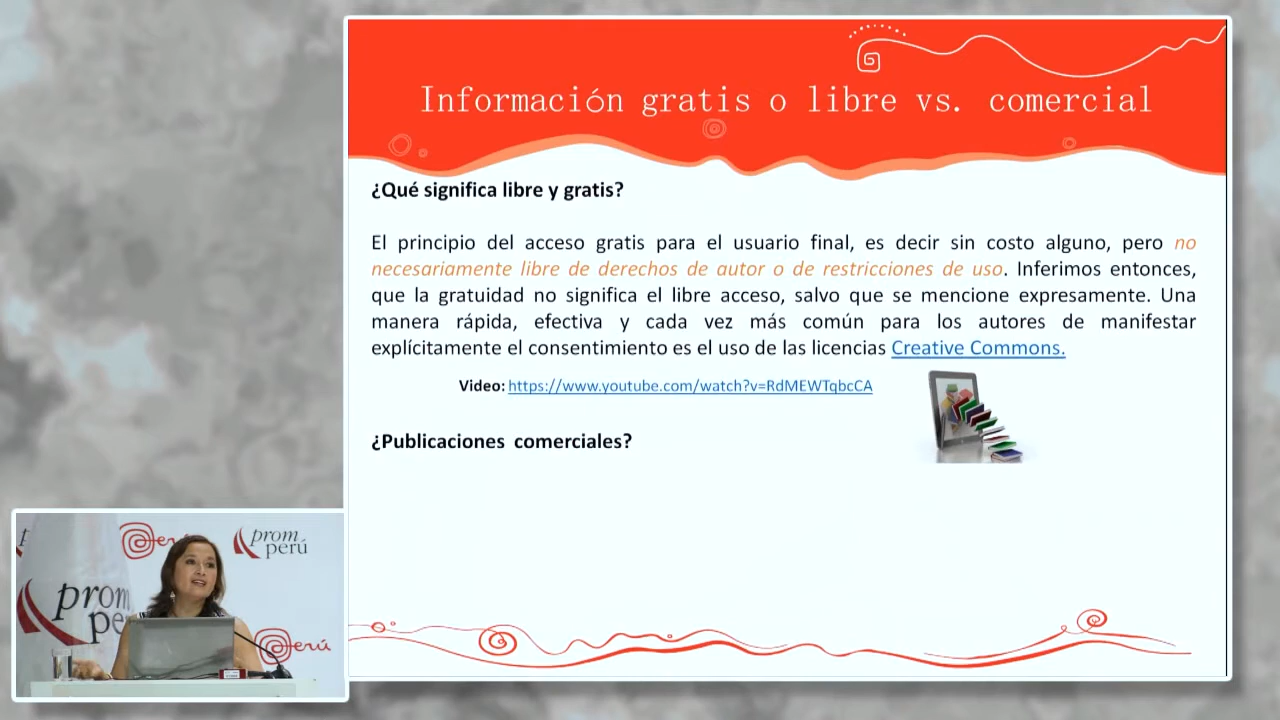 Información gratis o libre vs. comercial
¿Qué significa libre y gratis?
El principio del acceso gratis para el usuario final, es decir sin costo alguno, pero no
necesariamente libre de derechos de autor o de restricciones de uso. Inferimos entonces,
que la gratuidad no significa el libre acceso, salvo que se mencione expresamente. Una
manera rápida, efectiva y cada vez más común para los autores de manifestar
explícitamente el consentimiento es el uso de las licencias Creative Commons.
Video: https://www.youtube.com/watch?v=RdMEWTqbcCA
¿Publicaciones comerciales?
prom
perú
prom
Perú